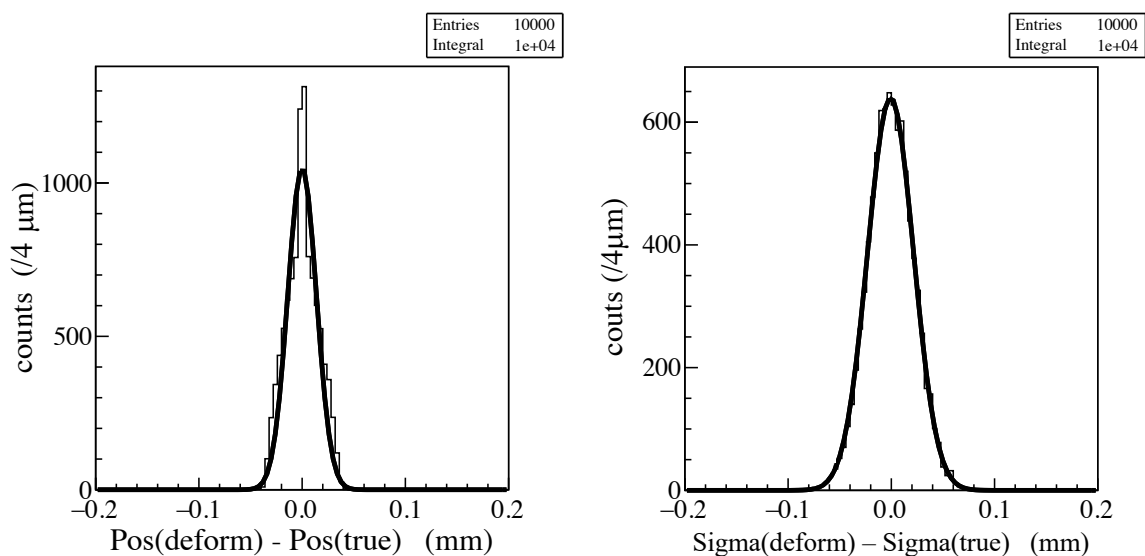 Entries 10000
Integral 1e+04
1000
500
0
counts (/4 μm)
−0.2 −0.1 0.0 0.1 0.2
Pos(deform) - Pos(true) (mm)
Entries 10000
Integral 1e+04
600
400
200
0
couts (/4μm)
−0.2 −0.1 0.0 0.1 0.2
Sigma(deform) – Sigma(true) (mm)